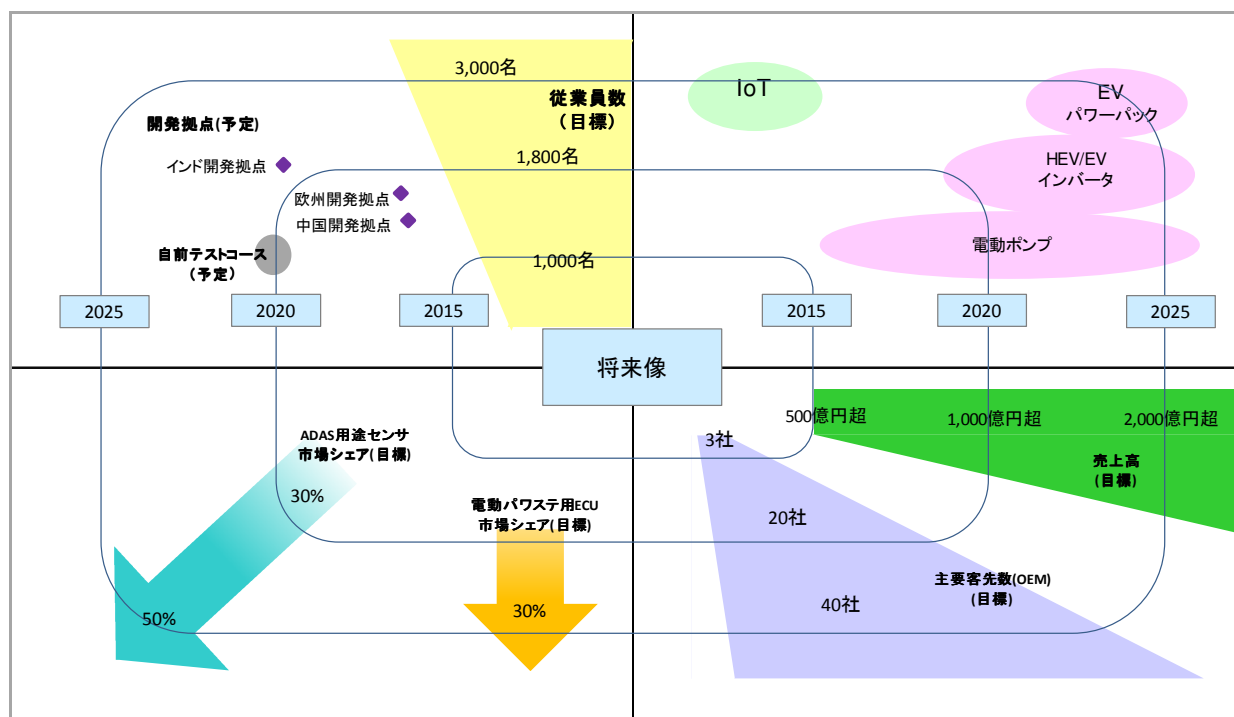 3,000名
従業員数
（目標）
1,800名
1,000名
開発拠点(予定)
インド開発拠点
欧州開発拠点
中国開発拠点
自前テストコース
（予定）
IoT
EV
パワーパック
HEV/EV
インバータ
電動ポンプ
2025
2020
2015
2015
2020
2025
将来像
ADAS用途センサ
市場シェア(目標)
30%
50%
電動パワステ用ECU
市場シェア(目標)
30%
500億円超
1,000億円超
2,000億円超
売上高
(目標)
3社
20社
40社
主要客先数(OEM)
(目標)